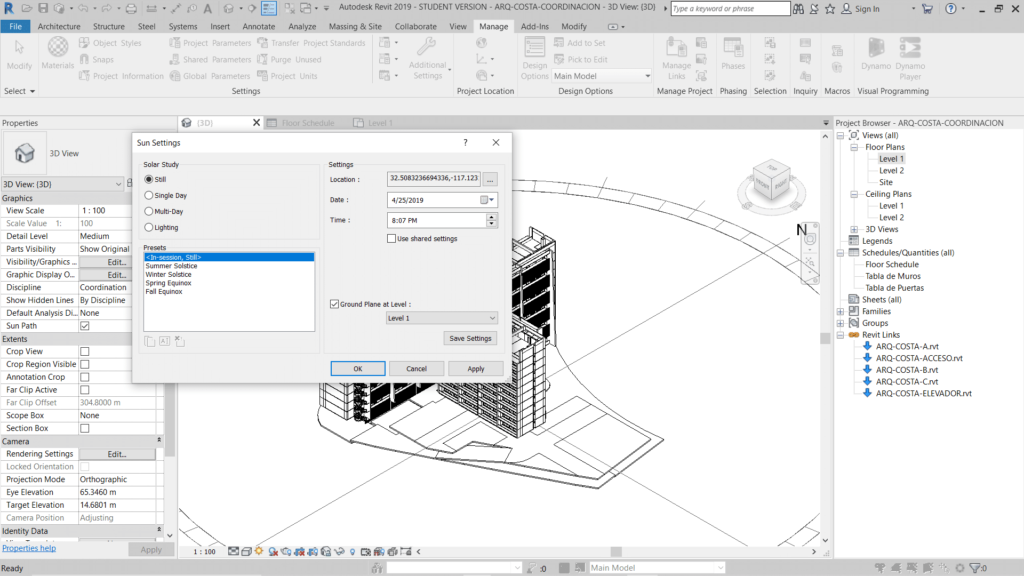 Autodesk Revit 2019 - STUDENT VERSION - ARQ-COSTA-COORDINACION - 3D View: {3D}
Type a keyword or phrase
Sign In
File Architecture Structure Steel Systems Insert Annotate Analyze Massing & Site Collaborate View Manage Add-Ins Modify
Modify
Materials
Object Styles
Snaps
Project Information
Project Parameters
Shared Parameters
Global Parameters
Transfer Project Standards
Purge Unused
Project Units
Additional Settings
Design Options
Add to Set
Pick to Edit
Main Model
Manage Links
Phases
Dynamo
Dynamo Player
Select
Settings
Project Location
Design Options
Manage Project
Phasing
Selection
Inquiry
Macros
Visual Programming
Properties
3D View
3D View: {3D}
Graphics
View Scale 1 : 100
Scale Value 1: 100
Detail Level Medium
Parts Visibility Show Original
Visibility/Graphics ... Edit...
Graphic Display O... Edit...
Discipline Coordination
Show Hidden Lines By Discipline
Default Analysis Di... None
Sun Path
Extents
Crop View
Crop Region Visible
Annotation Crop
Far Clip Active
Far Clip Offset 304.8000 m
Scope Box None
Section Box
Camera
Rendering Settings Edit...
Locked Orientation
Projection Mode Orthographic
Eye Elevation 65.3460 m
Target Elevation 14.6801 m
Camera Position Adjusting
Identity Data
Properties help
Apply
{3D}
Floor Schedule
Level 1
Sun Settings
?
Solar Study
Still
Single Day
Multi-Day
Lighting
Presets
<In-session, Still>
Summer Solstice
Winter Solstice
Spring Equinox
Fall Equinox
Settings
Location : 32.5083236694336,-117.123 ...
Date : 4/25/2019
Time : 8:07 PM
Use shared settings
Ground Plane at Level :
Level 1
Save Settings
OK
Cancel
Apply
TOP
FRONT
N
Project Browser - ARQ-COSTA-COORDINACION
Views (all)
Floor Plans
Level 1
Level 2
Site
Ceiling Plans
Level 1
Level 2
3D Views
Legends
Schedules/Quantities (all)
Floor Schedule
Tabla de Muros
Tabla de Puertas
Sheets (all)
Families
Groups
Revit Links
ARQ-COSTA-A.rvt
ARQ-COSTA-ACCESO.rvt
ARQ-COSTA-B.rvt
ARQ-COSTA-C.rvt
ARQ-COSTA-ELEVADOR.rvt
1 : 100
Ready
:0
Main Model
:0